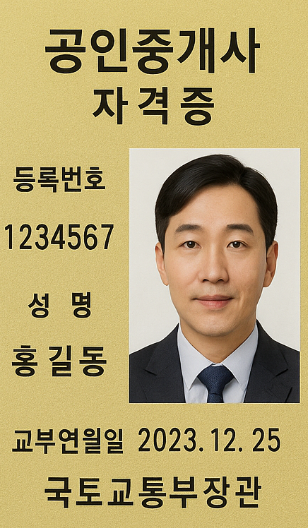 공인중개사
자격증
등록번호
1234567
성 명
홍길동
교부연월일 2023.12.25
국토교통부장관